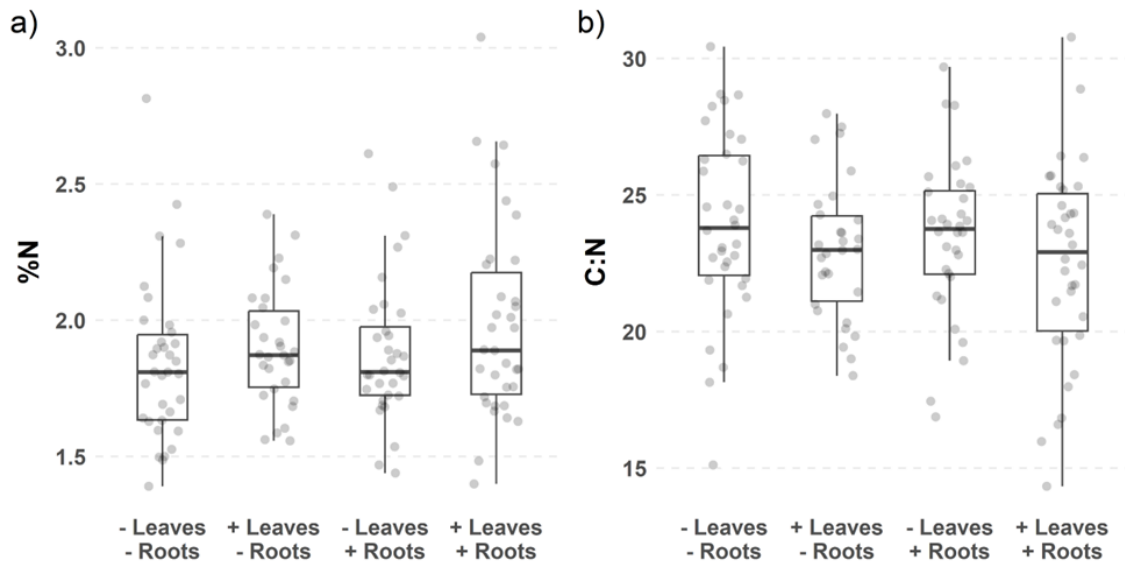 a)
%N
3.0
2.5
2.0
1.5
- Leaves + Leaves - Leaves + Leaves
- Roots - Roots + Roots + Roots
b)
C:N
30
25
20
15
- Leaves + Leaves - Leaves + Leaves
- Roots - Roots + Roots + Roots